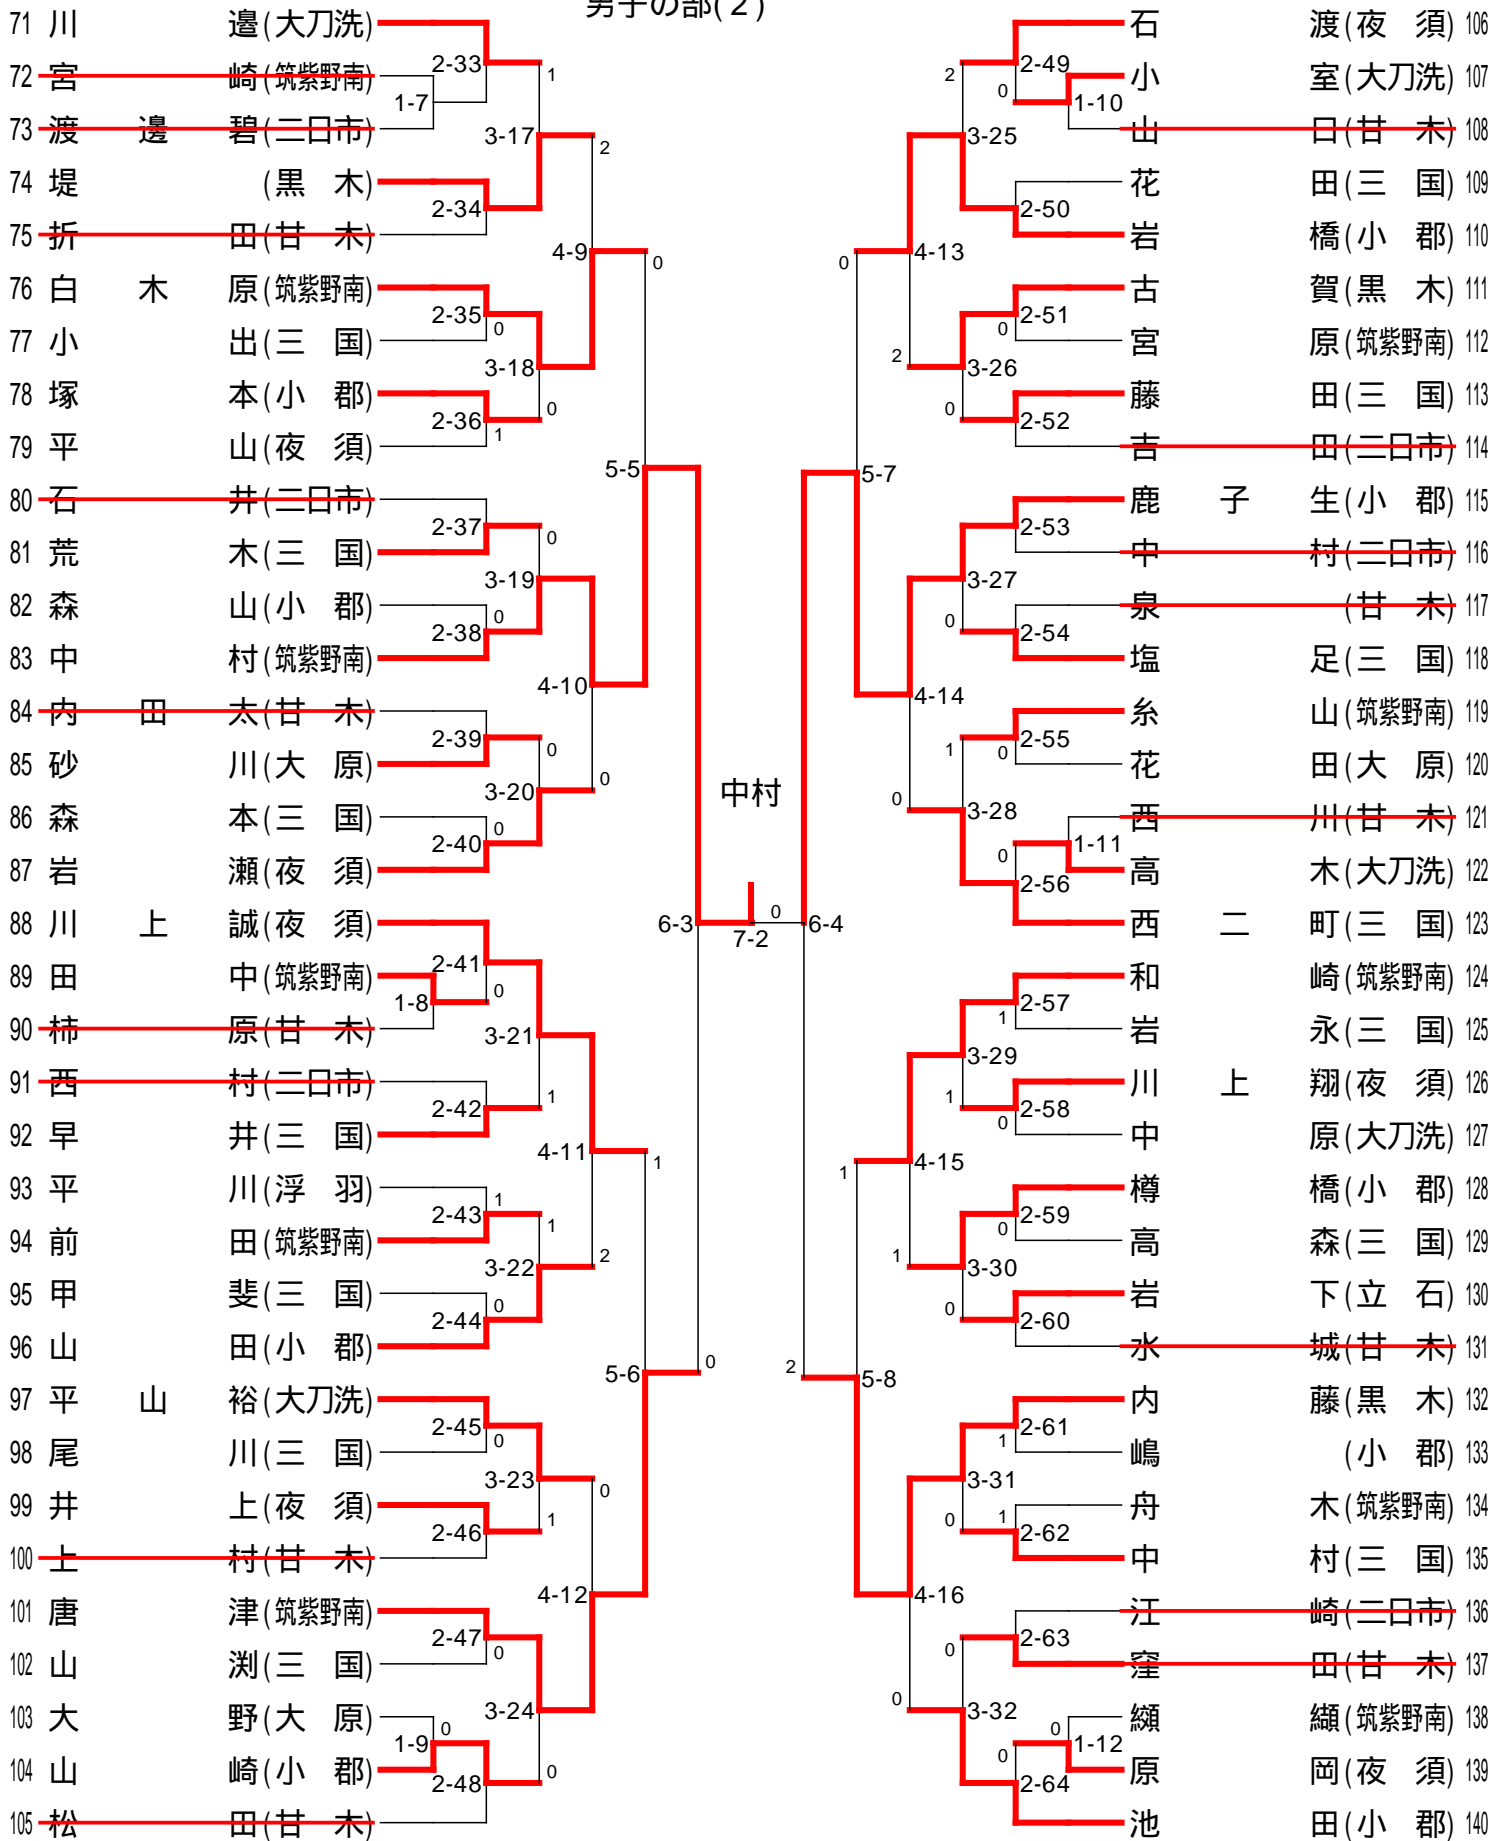 男子の部(2)
71 川 邉(大刀洗)
72 宮 崎(筑紫野南)
73 渡 邊 碧(二日市)
74 堤 (黒 木)
75 折 田(甘 木)
76 白 木 原(筑紫野南)
77 小 出(三 国)
78 塚 本(小 郡)
79 平 山(夜 須)
80 石 井(二日市)
81 荒 木(三 国)
82 森 山(小 郡)
83 中 村(筑紫野南)
84 内 田 太(甘 木)
85 砂 川(大 原)
86 森 本(三 国)
87 岩 瀬(夜 須)
88 川 上 誠(夜 須)
89 田 中(筑紫野南)
90 柿 原(甘 木)
91 西 村(二日市)
92 早 井(三 国)
93 平 川(浮 羽)
94 前 田(筑紫野南)
95 甲 斐(三 国)
96 山 田(小 郡)
97 平 山 裕(大刀洗)
98 尾 川(三 国)
99 井 上(夜 須)
100 上 村(甘 木)
101 唐 津(筑紫野南)
102 山 渕(三 国)
103 大 野(大 原)
104 山 崎(小 郡)
105 松 田(甘 木)
1-7
1-8
1-9 0
2-33 1
2-34
2-35 0
2-36 1
2-37
2-38 0
2-39
2-40 0
2-41 0
2-42
2-43 1
2-44 0
2-45 0
2-46
2-47 0
2-48
3-17 2
3-18 0
3-19 0
3-20 0
3-21 1
3-22 1
3-23 1
3-24 0
4-9 0
4-10 0
4-11 2
4-12 0
5-5
5-6 1
6-3 0
中村
7-2 0
6-4 2
5-7 0
5-8 1
4-13 2
4-14 0
4-15 1
4-16 0
3-25 2
3-26 0
3-27 0
3-28 1
3-29 1
3-30 0
3-31 0
3-32 0
2-49 0
2-50
2-51 0
2-52
2-53
2-54
2-55 0
2-56 0
2-57 1
2-58 0
2-59 0
2-60
2-61 1
2-62 1
2-63
2-64 0
1-10
1-11
1-12 0
石 渡(夜 須) 106
小 室(大刀洗) 107
山 口(甘 木) 108
花 田(三 国) 109
岩 橋(小 郡) 110
古 賀(黒 木) 111
宮 原(筑紫野南) 112
藤 田(三 国) 113
吉 田(二日市) 114
鹿 子 生(小 郡) 115
中 村(二日市) 116
泉 (甘 木) 117
塩 足(三 国) 118
糸 山(筑紫野南) 119
花 田(大 原) 120
西 川(甘 木) 121
高 木(大刀洗) 122
西 二 町(三 国) 123
和 崎(筑紫野南) 124
岩 永(三 国) 125
川 上 翔(夜 須) 126
中 原(大刀洗) 127
樽 橋(小 郡) 128
高 森(三 国) 129
岩 下(立 石) 130
水 城(甘 木) 131
内 藤(黒 木) 132
嶋 (小 郡) 133
舟 木(筑紫野南) 134
中 村(三 国) 135
江 崎(二日市) 136
窪 田(甘 木) 137
纐 纈(筑紫野南) 138
原 岡(夜 須) 139
池 田(小 郡) 140